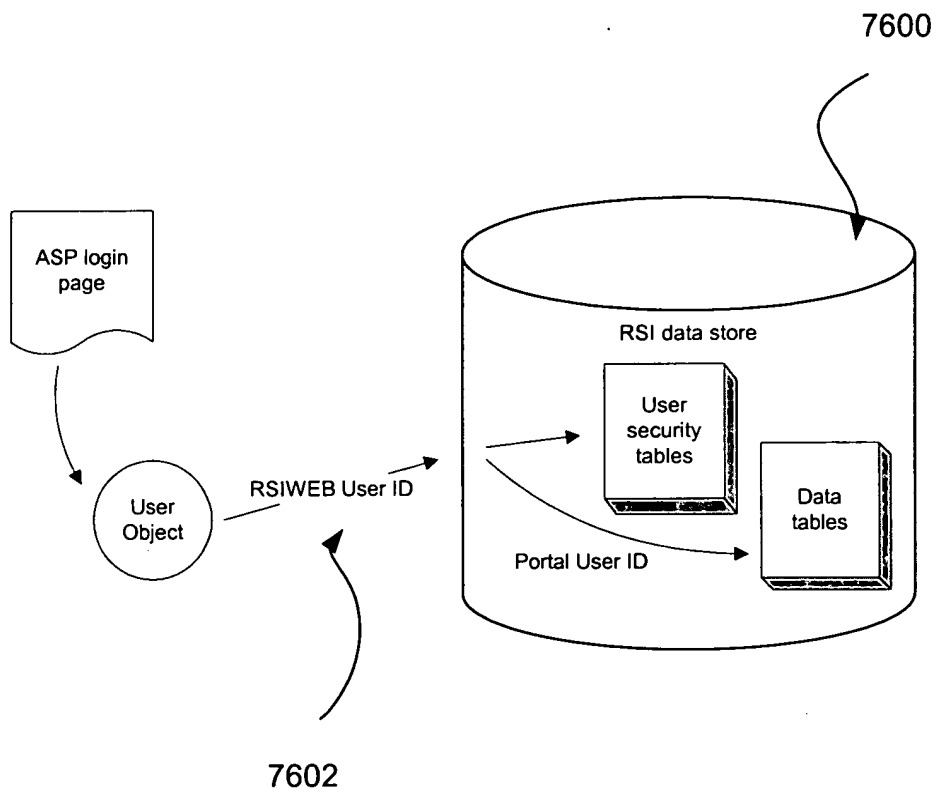 7600
ASP login
page
RSI data store
User
security
tables
RSIWEB User ID
User
Object
Data
tables
Portal User ID
7602